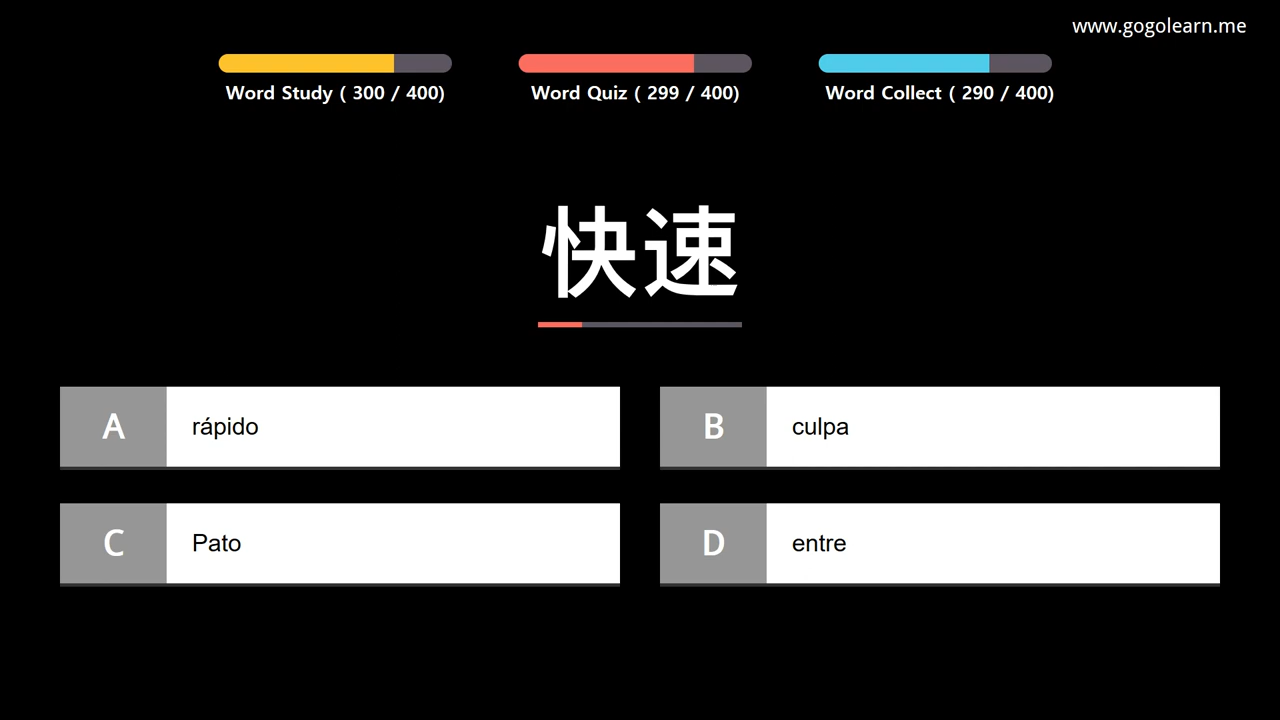 www.gogolearn.me
Word Study ( 300 / 400)
Word Quiz ( 299 / 400)
Word Collect ( 290 / 400)
快速
A rápido
B culpa
C Pato
D entre